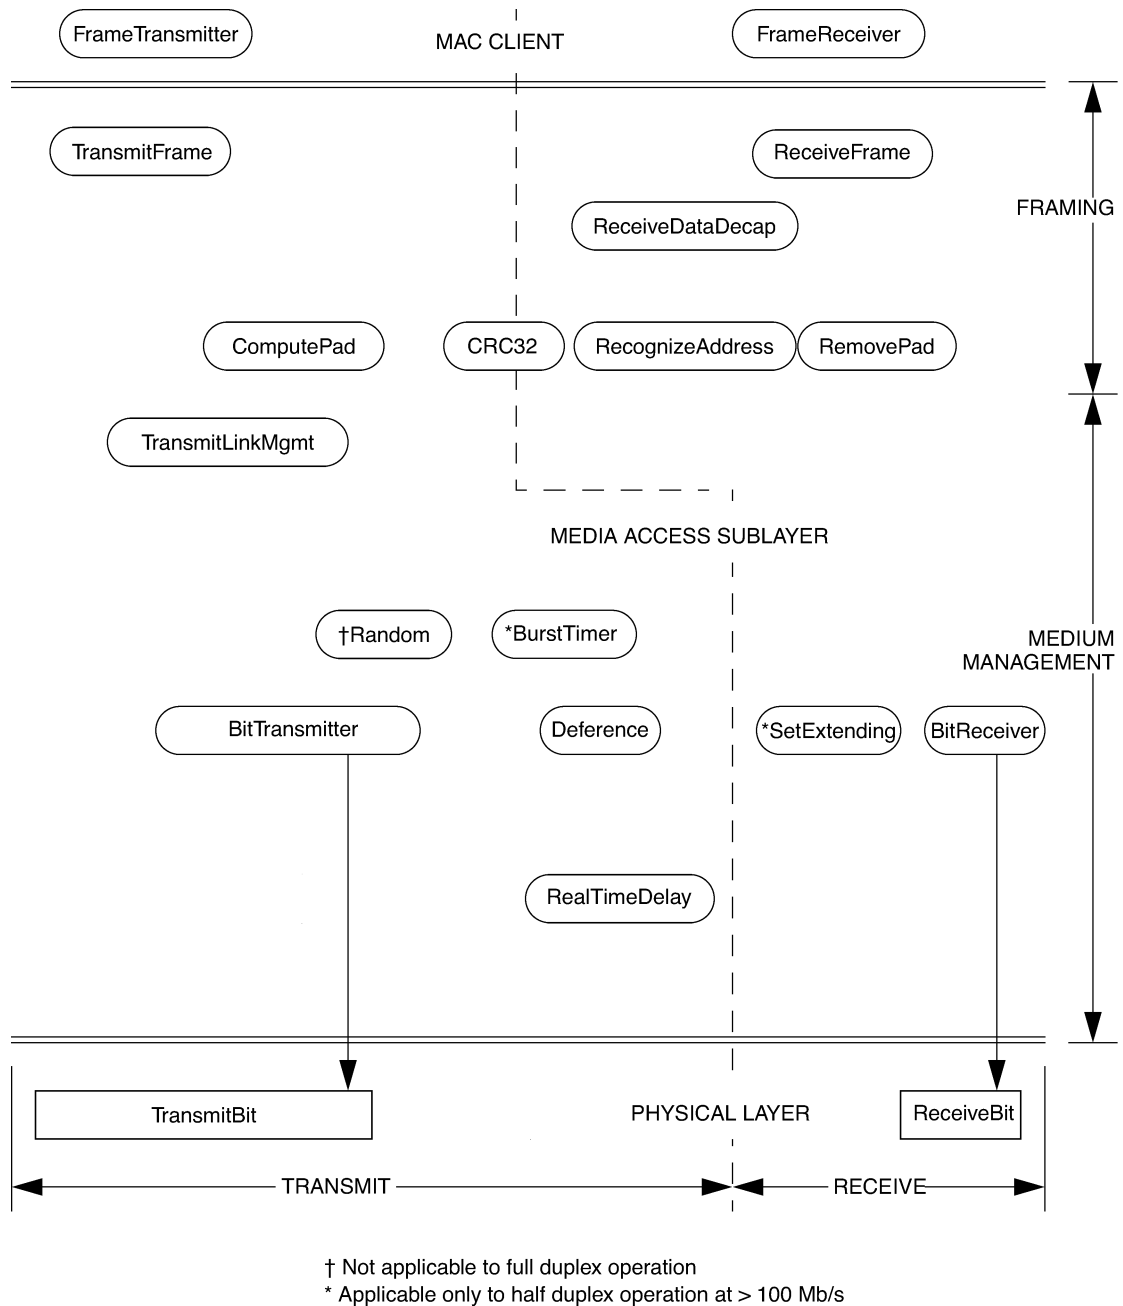 FrameTransmitter
MAC CLIENT
FrameReceiver
TransmitFrame
ReceiveFrame
FRAMING
ReceiveDataDecap
ComputePad
CRC32
RecognizeAddress
RemovePad
TransmitLinkMgmt
MEDIA ACCESS SUBLAYER
†Random
*BurstTimer
MEDIUM
MANAGEMENT
BitTransmitter
Deference
*SetExtending
BitReceiver
RealTimeDelay
TransmitBit
PHYSICAL LAYER
ReceiveBit
TRANSMIT
RECEIVE
† Not applicable to full duplex operation
* Applicable only to half duplex operation at > 100 Mb/s